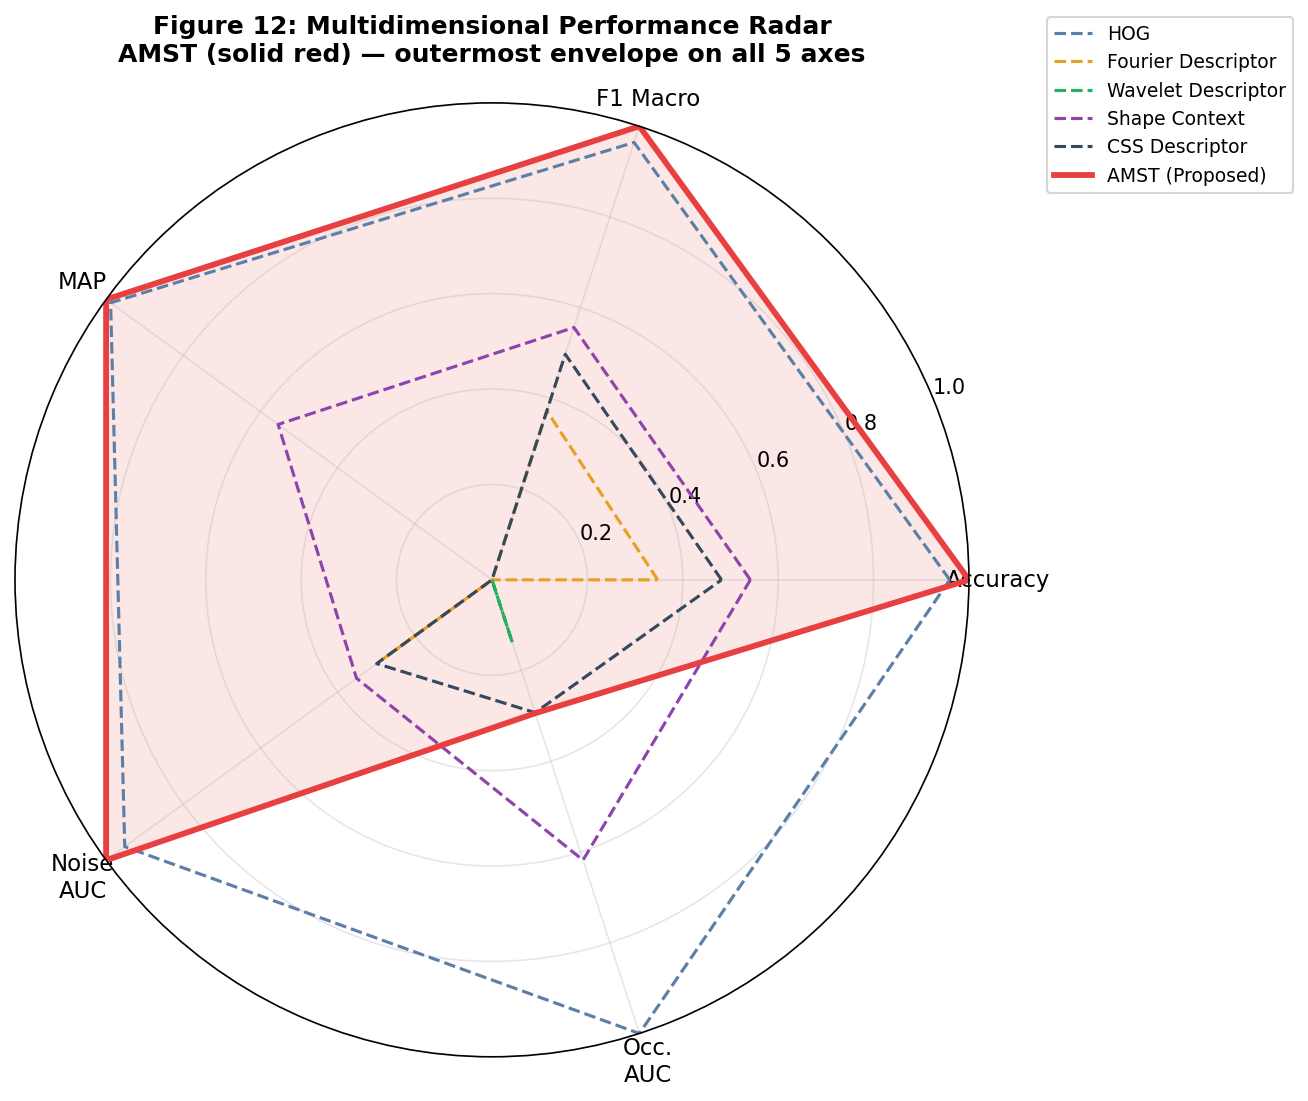 Figure 12: Multidimensional Performance Radar
AMST (solid red) — outermost envelope on all 5 axes
HOG
Fourier Descriptor
Wavelet Descriptor
Shape Context
CSS Descriptor
AMST (Proposed)
F1 Macro
MAP
1.0
0.8
0.6
0.4
0.2
Accuracy
Noise
AUC
Occ.
AUC